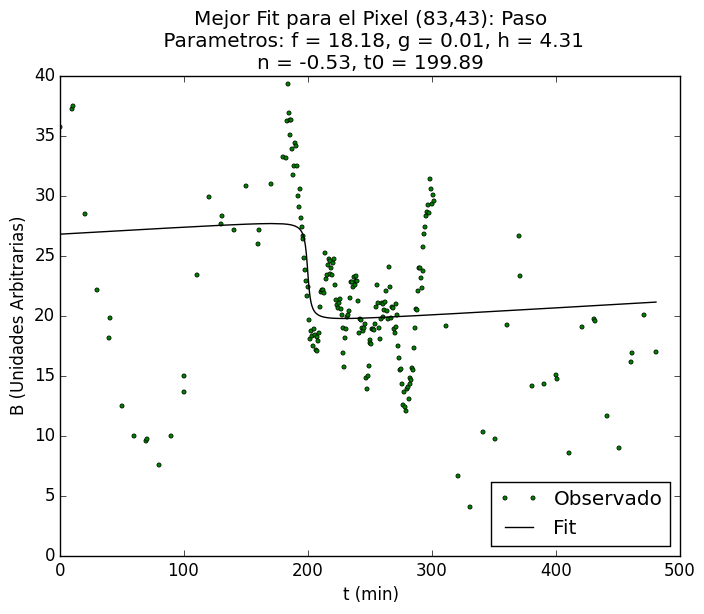 Mejor Fit para el Pixel (83,43): Paso
Parametros: f = 18.18, g = 0.01, h = 4.31
n = -0.53, t0 = 199.89
40
35
30
25
20
15
10
5
0
B (Unidades Arbitrarias)
Observado
Fit
0 100 200 300 400 500
t (min)